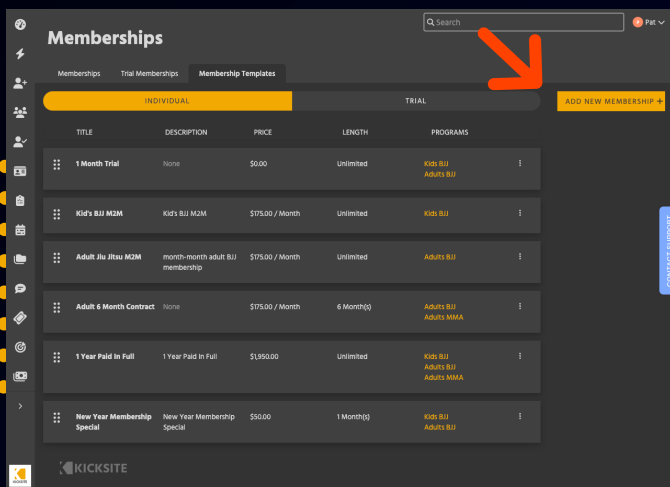 Search
Pat
Memberships
Memberships Trial Memberships Membership Templates
INDIVIDUAL TRIAL
ADD NEW MEMBERSHIP +
TITLE DESCRIPTION PRICE LENGTH PROGRAMS
1 Month Trial None $0.00 Unlimited Kids BJJ
Adults BJJ
Kid's BJJ M2M Kid's BJJ M2M $175.00 / Month Unlimited Kids BJJ
Adult Jiu Jitsu M2M month-month adult BJJ $175.00 / Month Unlimited Adults BJJ
membership
Adult 6 Month Contract None $175.00 / Month 6 Month(s) Adults BJJ
Adults MMA
1 Year Paid In Full 1 Year Paid In Full $1,950.00 Unlimited Kids BJJ
Adults BJJ
Adults MMA
New Year Membership New Year Membership $50.00 1 Month(s) Kids BJJ
Special Special Adults BJJ
CONTACT SUPPORT
KICKSITE
KICKSITE